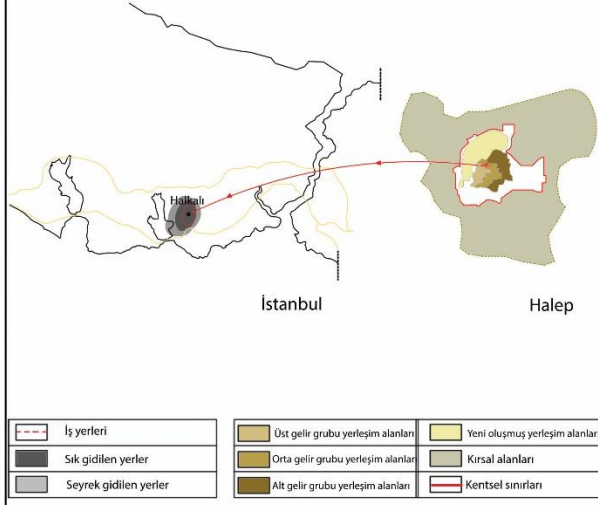 Halkalı
İstanbul
Halep
İş yerleri
Sık gidilen yerler
Seyrek gidilen yerler
Üst gelir grubu yerleşim alanları
Orta gelir grubu yerleşim alanları
Alt gelir grubu yerleşim alanları
Yeni oluşmuş yerleşim alanları
Kırsal alanları
Kentsel sınırları